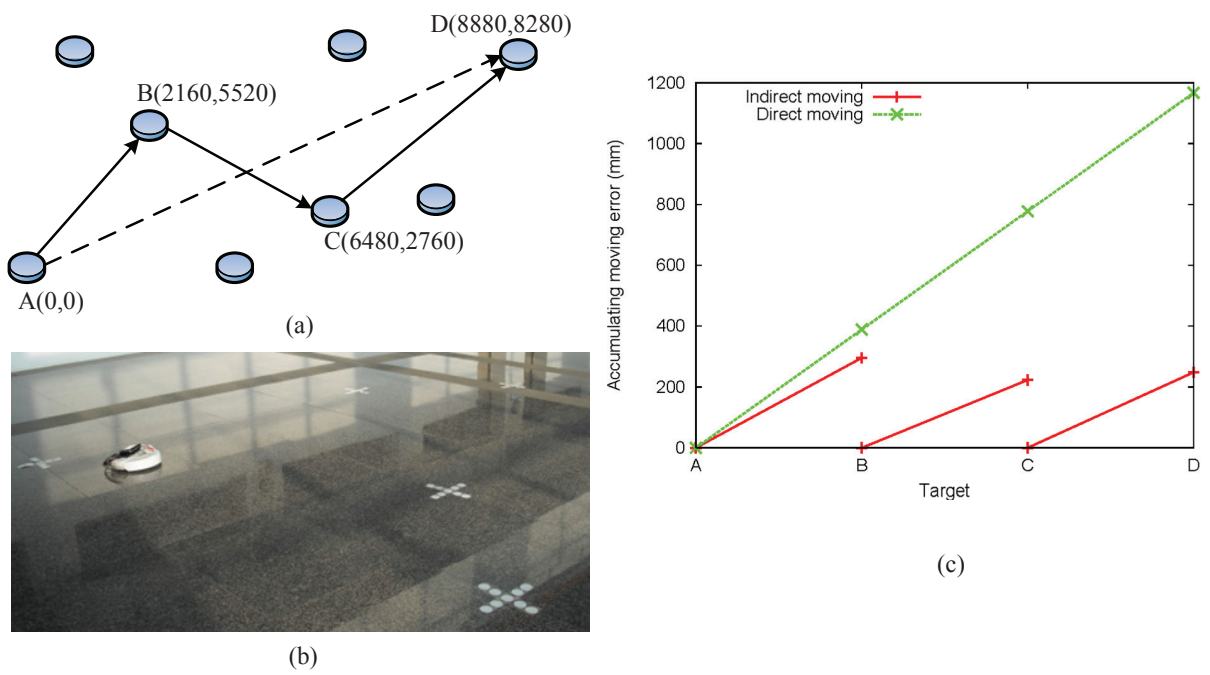 D(8880,8280)
B(2160,5520)
C(6480,2760)
A(0,0)
(a)
(b)
1200
1000
800
600
400
200
0
Accumulating moving error (mm)
Indirect moving
Direct moving
A B C D
Target
(c)